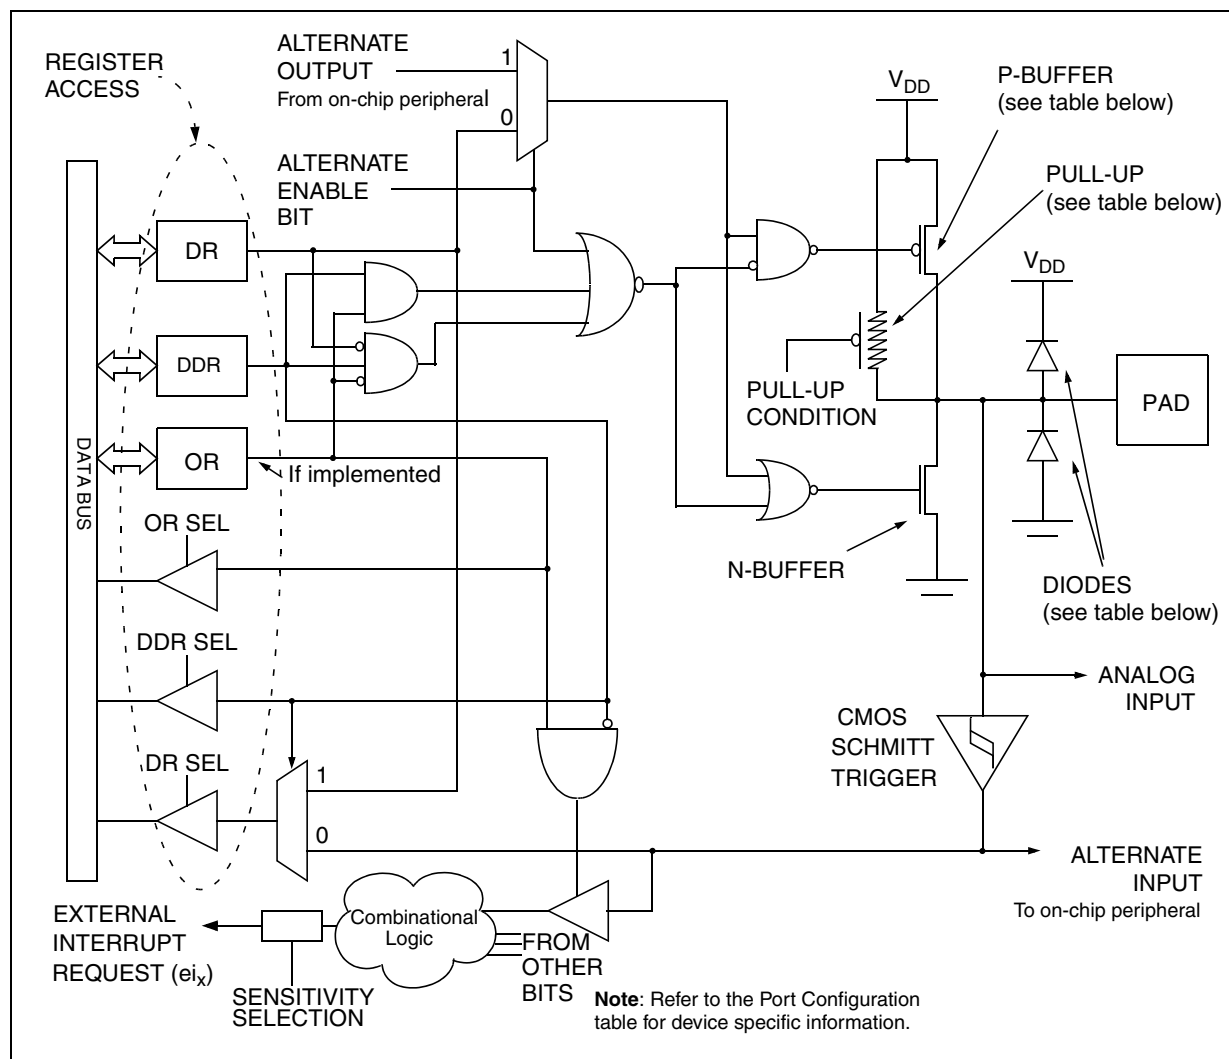 REGISTER
ACCESS
ALTERNATE
OUTPUT
From on-chip peripheral
1
0
ALTERNATE
ENABLE
BIT
VDD
P-BUFFER
(see table below)
PULL-UP
(see table below)
VDD
DR
DDR
OR
If implemented
DATA BUS
PULL-UP
CONDITION
PAD
N-BUFFER
DIODES
(see table below)
OR SEL
DDR SEL
DR SEL
1
0
CMOS
SCHMITT
TRIGGER
ANALOG
INPUT
ALTERNATE
INPUT
To on-chip peripheral
EXTERNAL
INTERRUPT
REQUEST (eix)
Combinational
Logic
SENSITIVITY
SELECTION
FROM
OTHER
BITS
Note: Refer to the Port Configuration
table for device specific information.